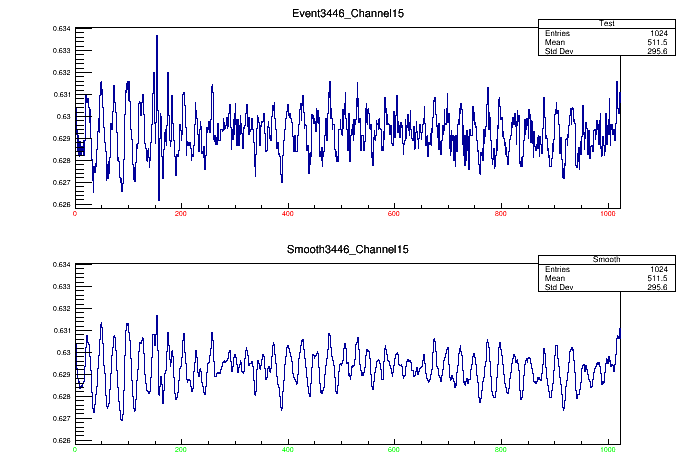 Event3446_Channel15
Test
Entries 1024
Mean 511.5
Std Dev 295.6
0.634
0.633
0.632
0.631
0.63
0.629
0.628
0.627
0.626
0 200 400 600 800 1000
Smooth3446_Channel15
Smooth
Entries 1024
Mean 511.5
Std Dev 295.6
0.634
0.633
0.632
0.631
0.63
0.629
0.628
0.627
0.626
0 200 400 600 800 1000